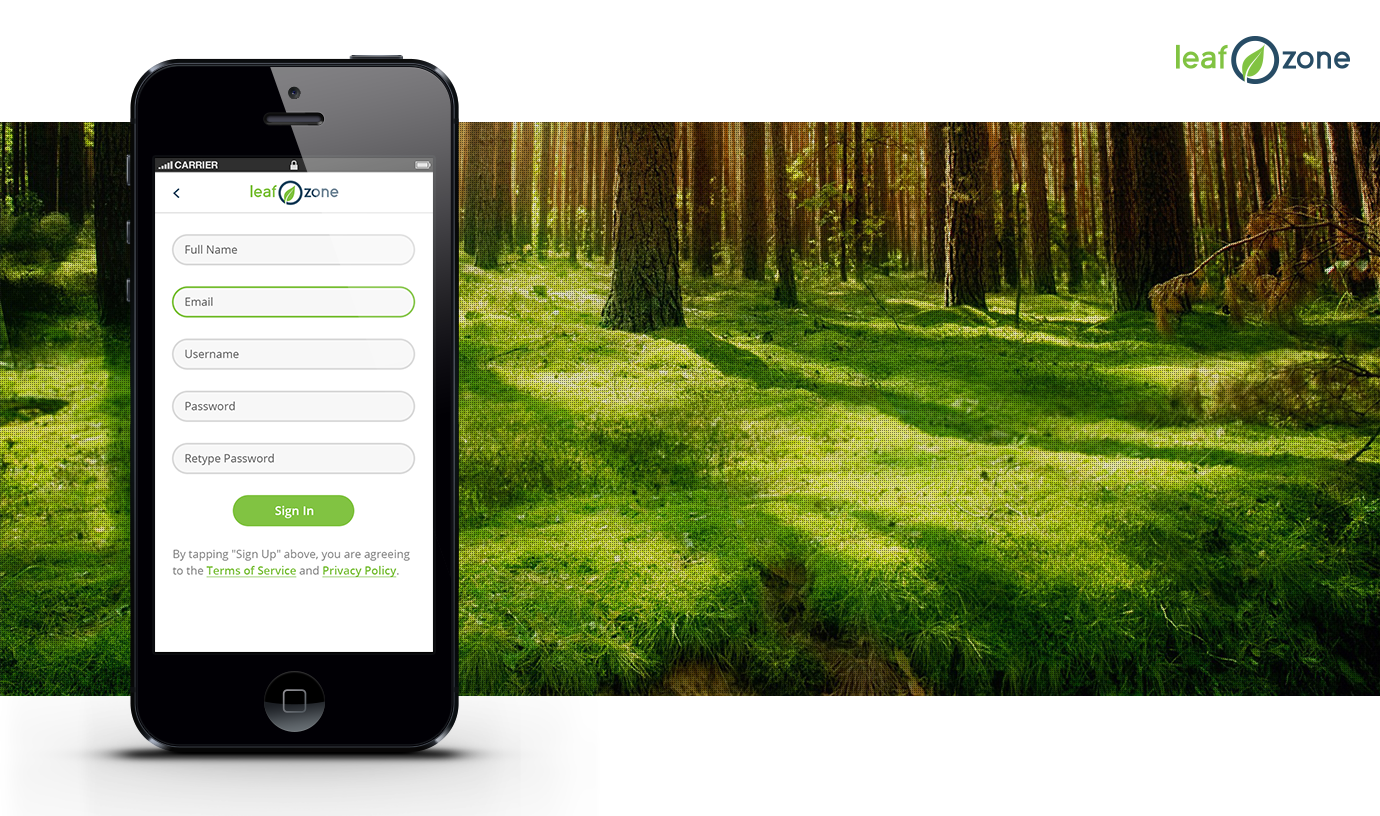 leaf zone
CARRIER
leaf zone
Full Name
Email
Username
Password
Retype Password
Sign In
By tapping "Sign Up" above, you are agreeing
to the Terms of Service and Privacy Policy.